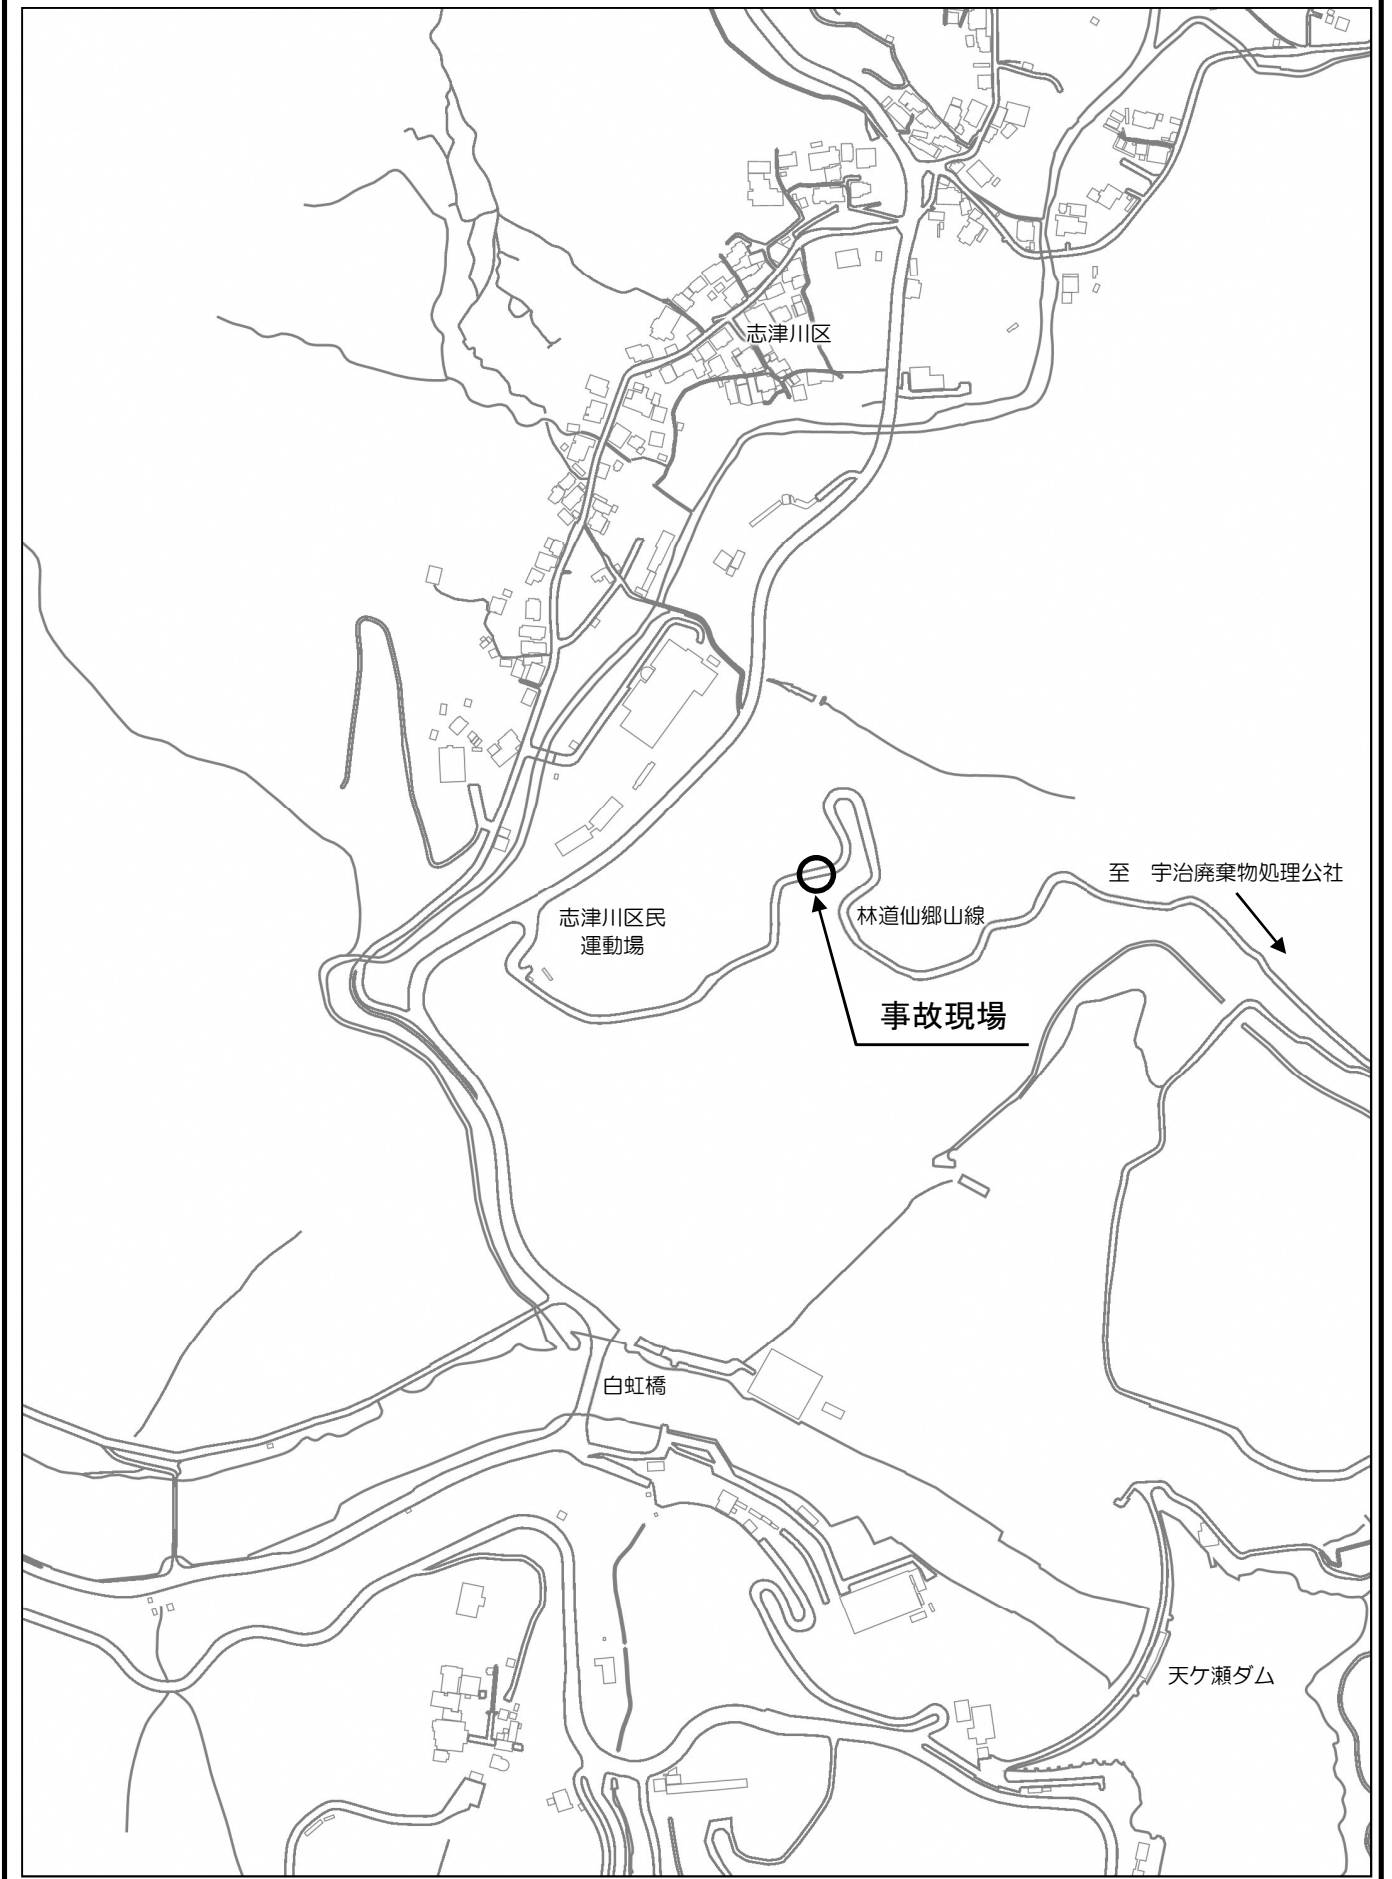 志津川区
至　宇治廃棄物処理公社
志津川区民
運動場
林道仙郷山線
事故現場
白虹橋
天ケ瀬ダム